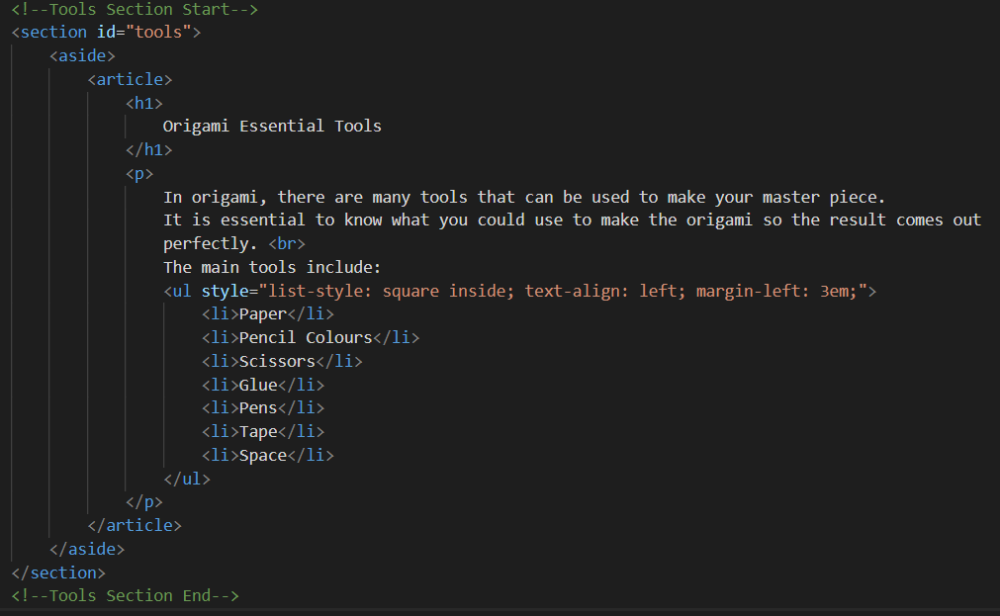 <!--Tools Section Start-->
<section id="tools">
<aside>
<article>
<h1>
Origami Essential Tools
</h1>
<p>
In origami, there are many tools that can be used to make your master piece.
It is essential to know what you could use to make the origami so the result comes out
perfectly. <br>
The main tools include:
<ul style="list-style: square inside; text-align: left; margin-left: 3em;">
<li>Paper</li>
<li>Pencil Colours</li>
<li>Scissors</li>
<li>Glue</li>
<li>Pens</li>
<li>Tape</li>
<li>Space</li>
</ul>
</p>
</article>
</aside>
</section>
<!--Tools Section End-->